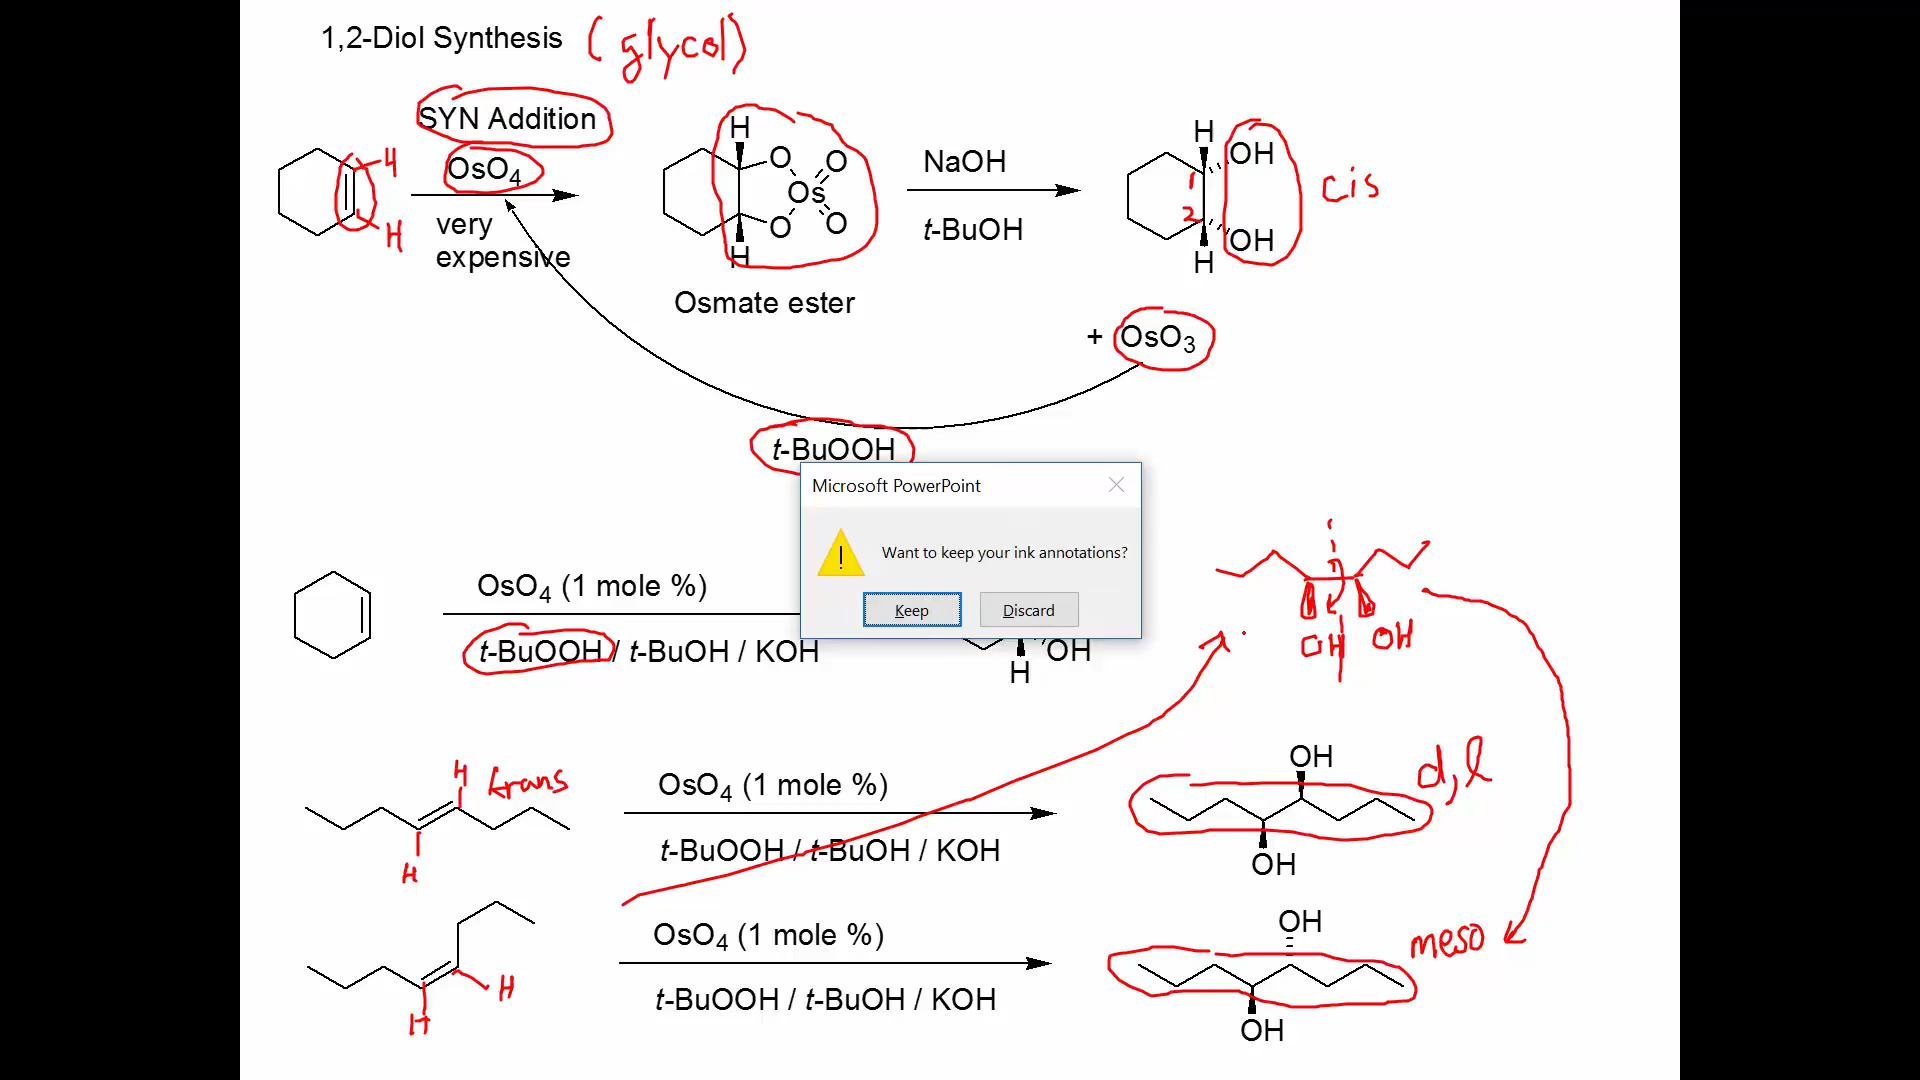 1,2-Diol Synthesis (glycol)
SYN Addition
OsO4
very
expensive
H
H
H
O
O
Os
O
O
H
Osmate ester
NaOH
t-BuOH
H
OH
1
2
OH
H
cis
+ OsO3
t-BuOOH
Microsoft PowerPoint
Want to keep your ink annotations?
Keep
Discard
OsO4 (1 mole %)
t-BuOOH / t-BuOH / KOH
OH
H
OH
OH
H
trans
H
OsO4 (1 mole %)
t-BuOOH / t-BuOH / KOH
OH
OH
d,l
H
H
OsO4 (1 mole %)
t-BuOOH / t-BuOH / KOH
OH
OH
meso